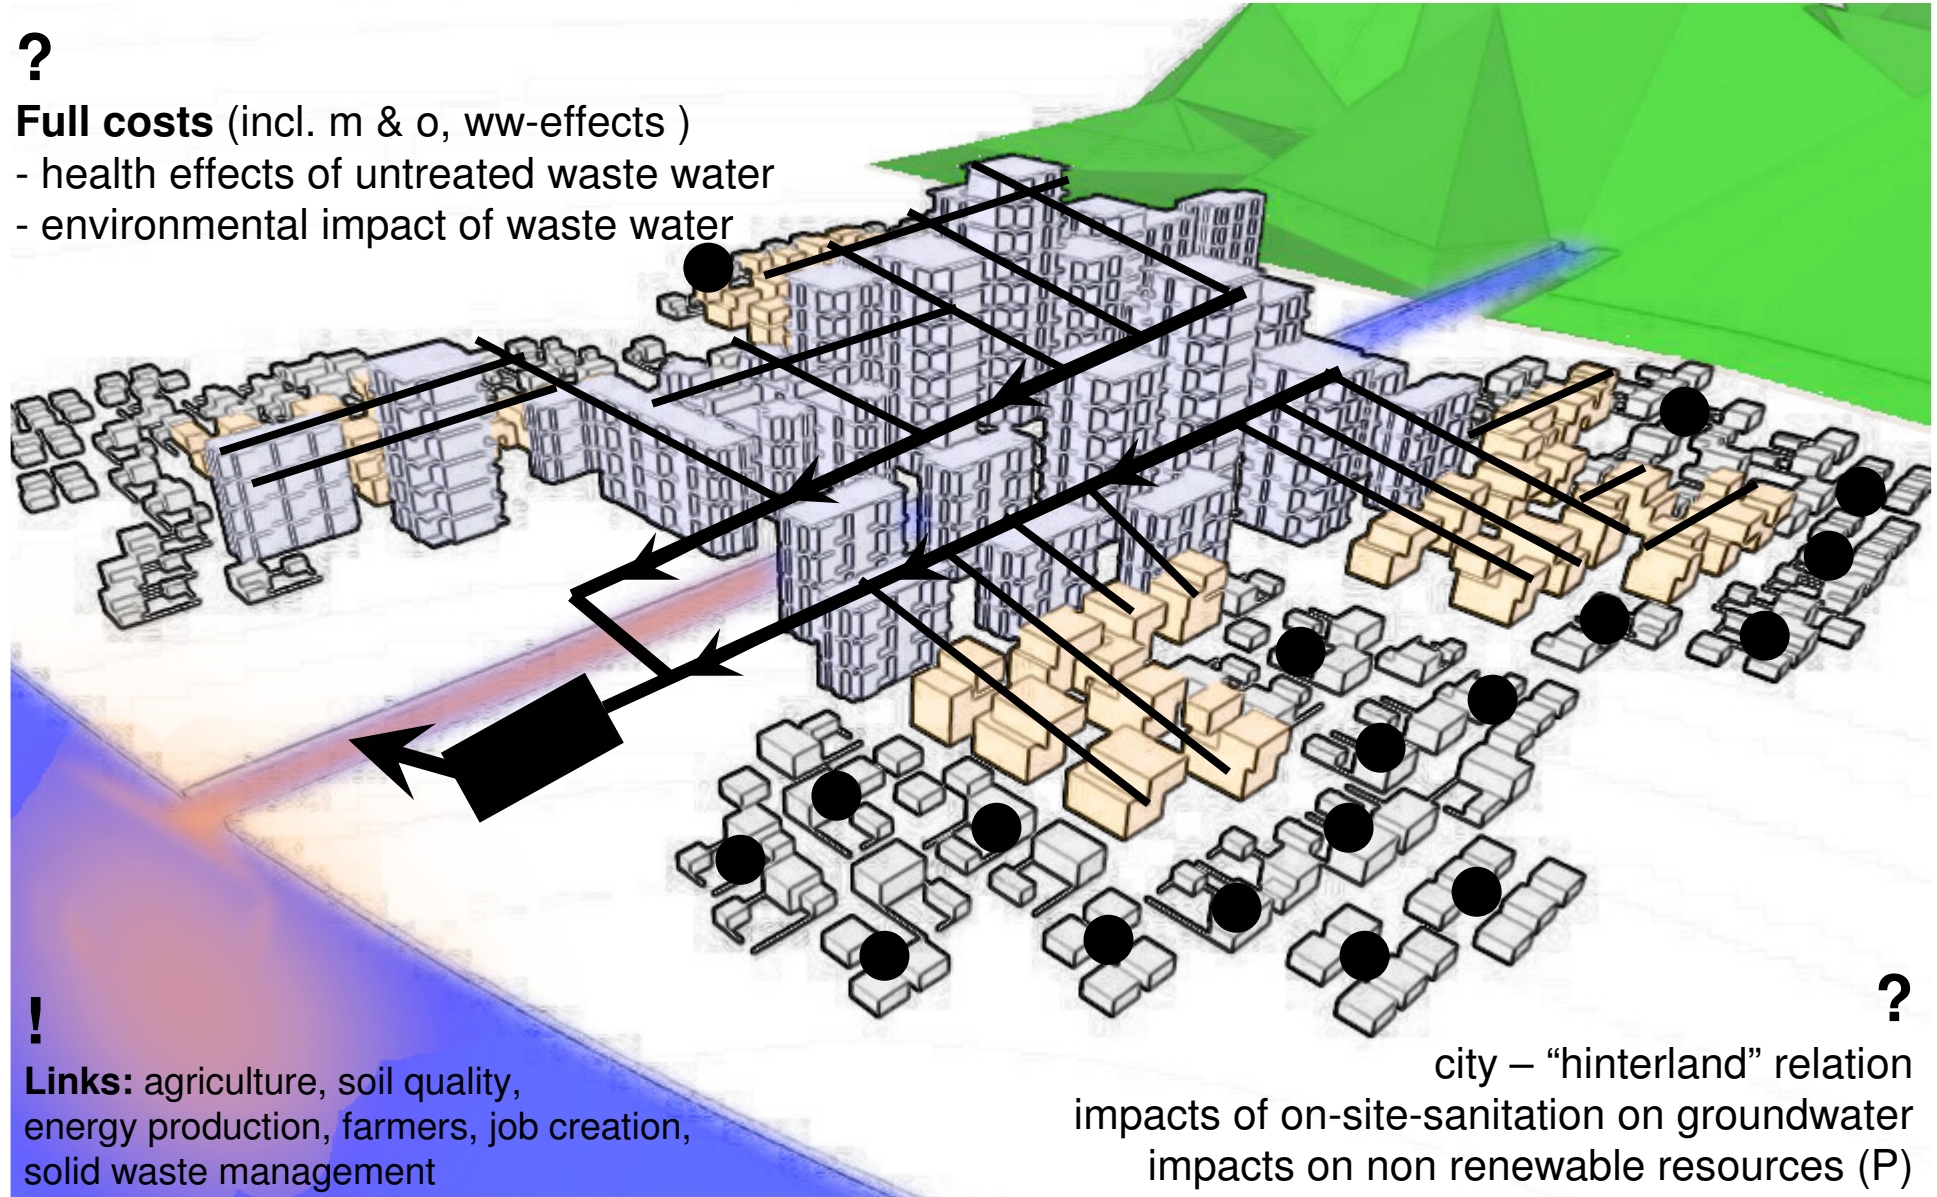 ?
Full costs (incl. m & o, ww-effects )
- health effects of untreated waste water
- environmental impact of waste water
!
Links: agriculture, soil quality,
energy production, farmers, job creation,
solid waste management
?
city – “hinterland” relation
impacts of on-site-sanitation on groundwater
impacts on non renewable resources (P)